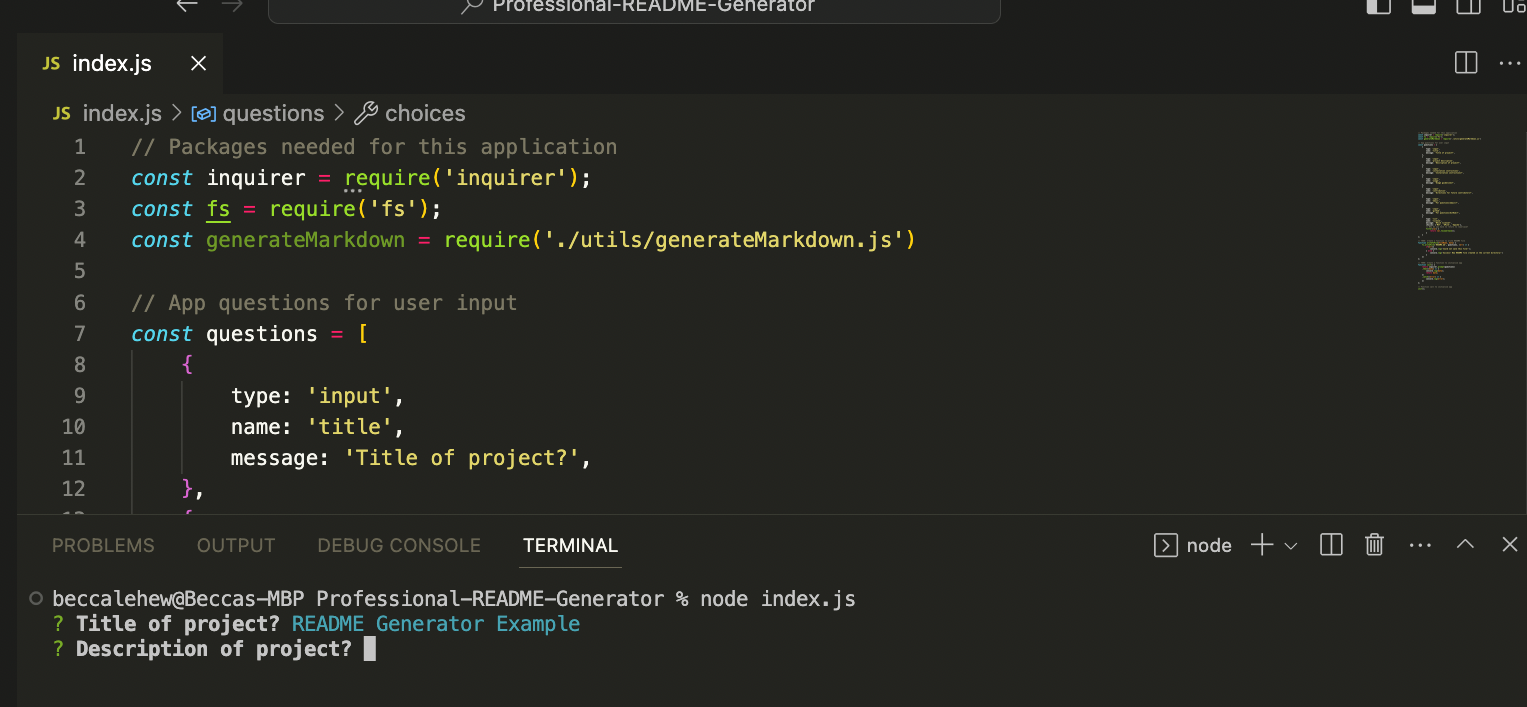 Professional-README-Generator
JS index.js
JS index.js > questions > choices
1 // Packages needed for this application
2 const inquirer = require('inquirer');
3 const fs = require('fs');
4 const generateMarkdown = require('./utils/generateMarkdown.js')
5
6 // App questions for user input
7 const questions = [
8 {
9 type: 'input',
10 name: 'title',
11 message: 'Title of project?',
12 },
PROBLEMS OUTPUT DEBUG CONSOLE TERMINAL node
beccalehew@Beccas-MBP Professional-README-Generator % node index.js
? Title of project? README Generator Example
? Description of project?